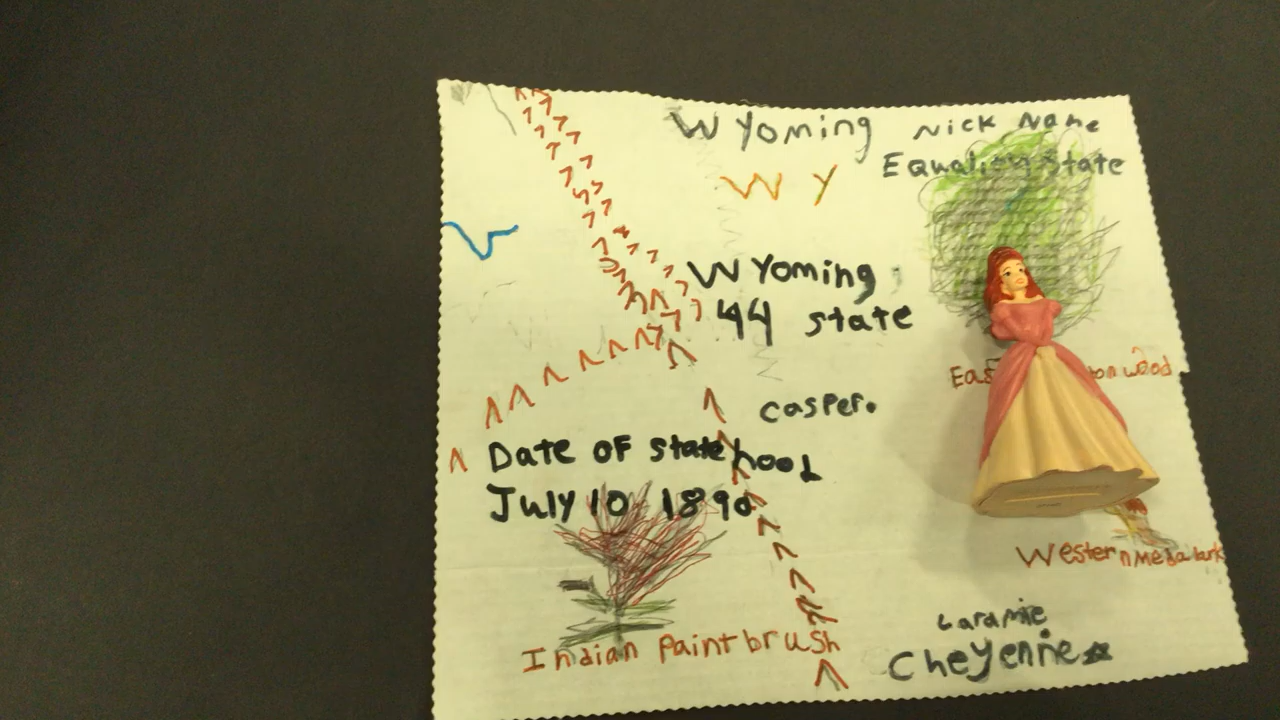 Wyoming
Nick Name
Equality State
WY
Wyoming
44 state
Casper.
Date of statehood
July 10 1890
Western Medalark
Indian Paintbrush
Laramie
Cheyenne